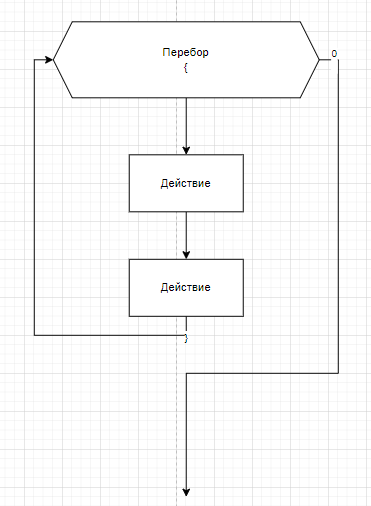 Перебор
{
0
Действие
Действие
}